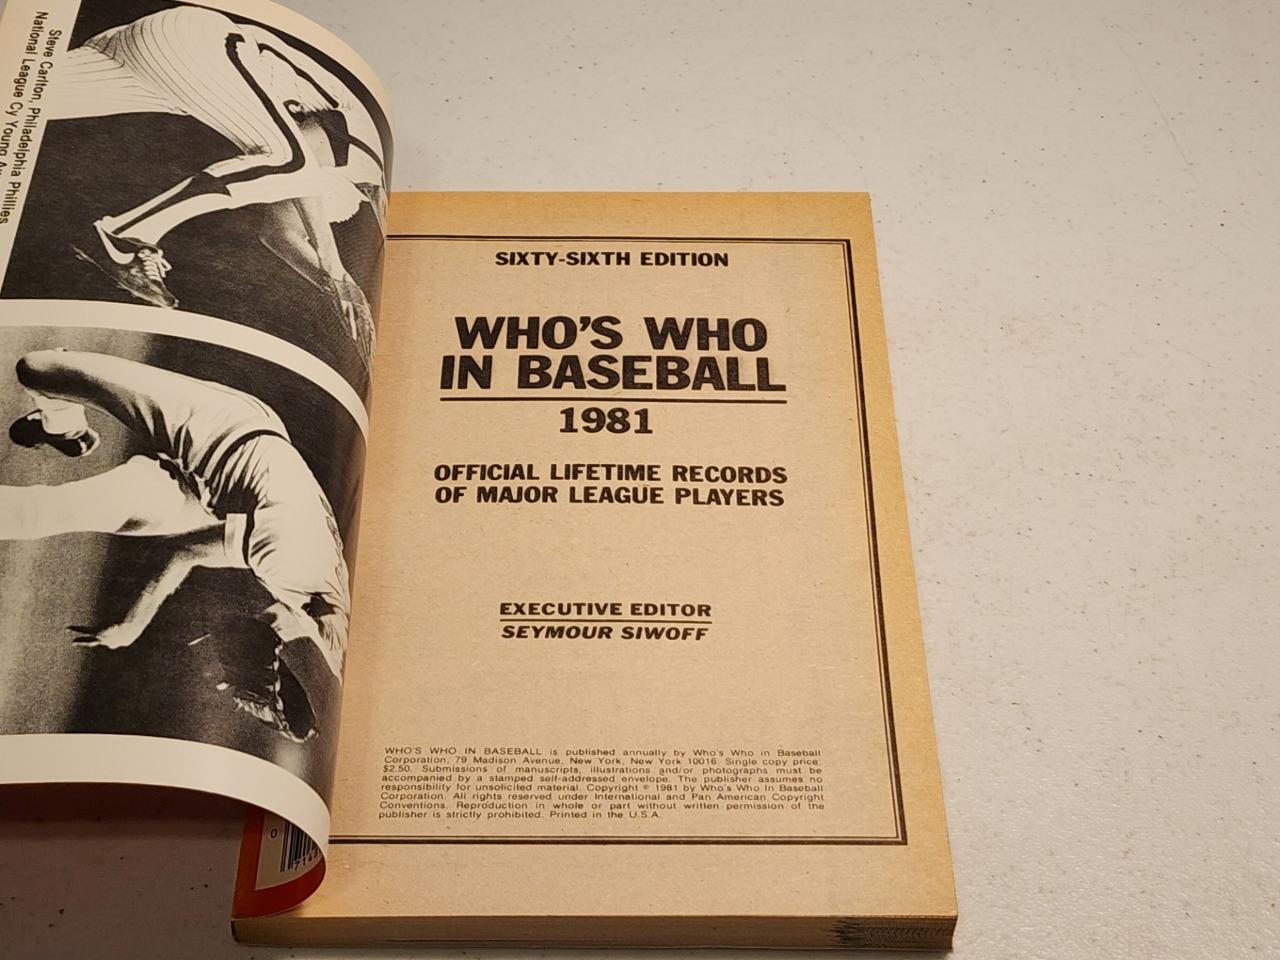 Steve Carlton, Philadelphia Phillies
National League Cy Young
SIXTY-SIXTH EDITION
WHO'S WHO
IN BASEBALL
1981
OFFICIAL LIFETIME RECORDS
OF MAJOR LEAGUE PLAYERS
EXECUTIVE EDITOR
SEYMOUR SIWOFF
WHO'S WHO IN BASEBALL is published annually by Who's Who in Baseball
Corporation, 79 Madison Avenue, New York, New York 10016. Single copy price:
$2.50. Submissions of manuscripts, illustrations and/or photographs must be
accompanied by a stamped self-addressed envelope. The publisher assumes no
responsibility for unsolicited material. Copyright © 1981 by Who's Who In Baseball
Corporation. All rights reserved under International and Pan American Copyright
Conventions. Reproduction in whole or part without written permission of the
publisher is strictly prohibited. Printed in the U.S.A.
0